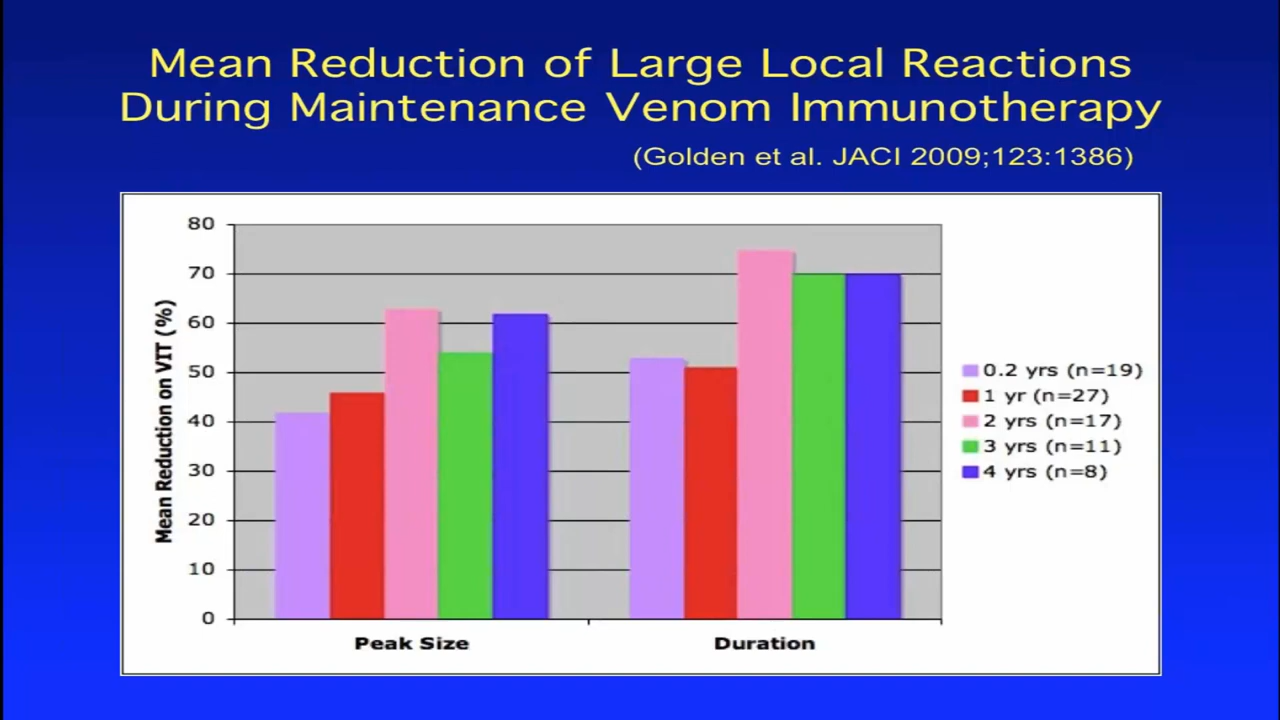 Mean Reduction of Large Local Reactions
During Maintenance Venom Immunotherapy
(Golden et al. JACI 2009;123:1386)
80
70
60
50
40
30
20
10
0
Mean Reduction on VIT (%)
Peak Size
Duration
0.2 yrs (n=19)
1 yr (n=27)
2 yrs (n=17)
3 yrs (n=11)
4 yrs (n=8)